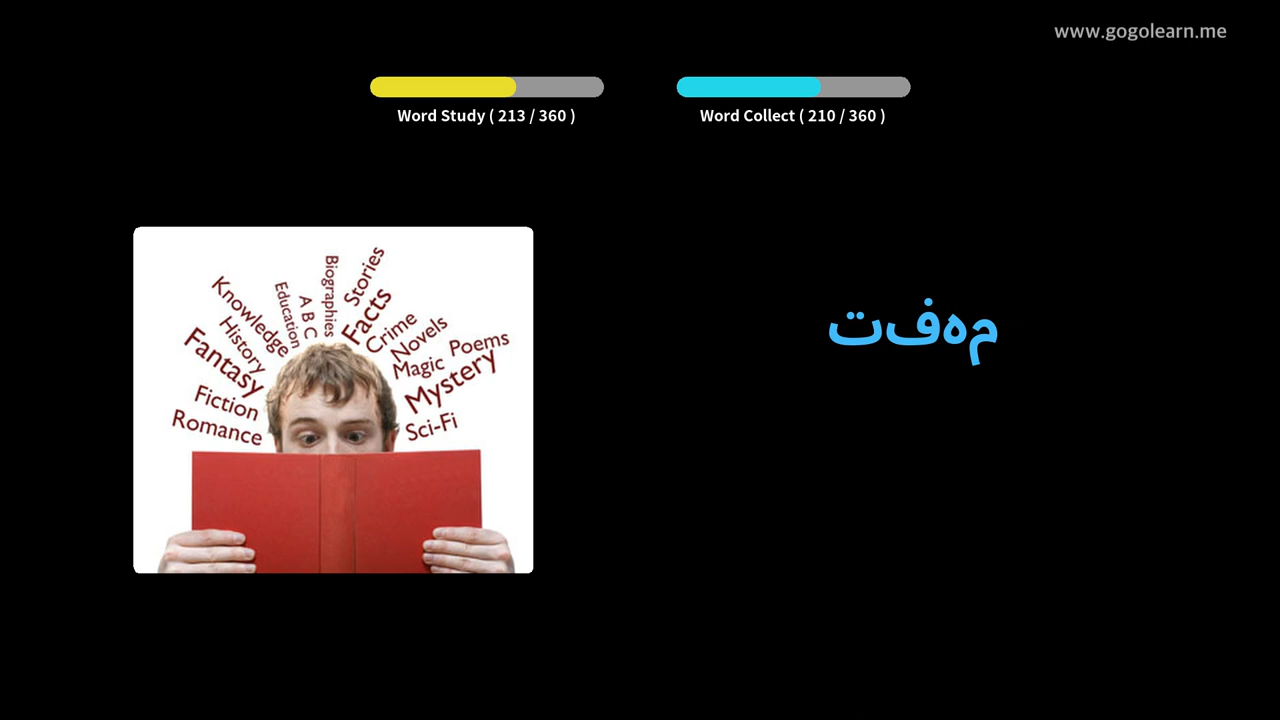 www.gogolearn.me
Word Study ( 213 / 360 )
Word Collect ( 210 / 360 )
Biographies
Stories
Education
A B C
Facts
Knowledge
Crime
History
Novels
Fantasy
Magic
Poems
Mystery
Fiction
Romance
Sci-Fi
مهفت